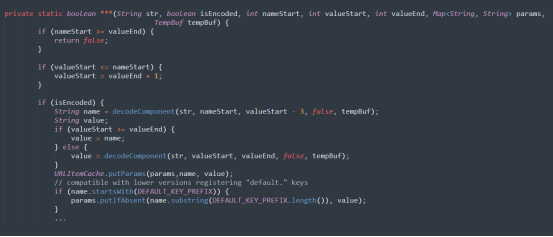 private static boolean ***(String str, boolean isEncoded, int nameStart, int valueStart, int valueEnd, Map<String, String> params,
TempBuf tempBuf) {
if (nameStart >= valueEnd) {
return false;
}
if (valueStart <= nameStart) {
valueStart = valueEnd + 1;
}
if (isEncoded) {
String name = decodeComponent(str, nameStart, valueStart - 3, false, tempBuf);
String value;
if (valueStart >= valueEnd) {
value = name;
} else {
value = decodeComponent(str, valueStart, valueEnd, false, tempBuf);
}
URLItemCache.putParams(params,name, value);
// compatible with lower versions registering "default." keys
if (name.startsWith(DEFAULT_KEY_PREFIX)) {
params.putIfAbsent(name.substring(DEFAULT_KEY_PREFIX.length()), value);
}
...